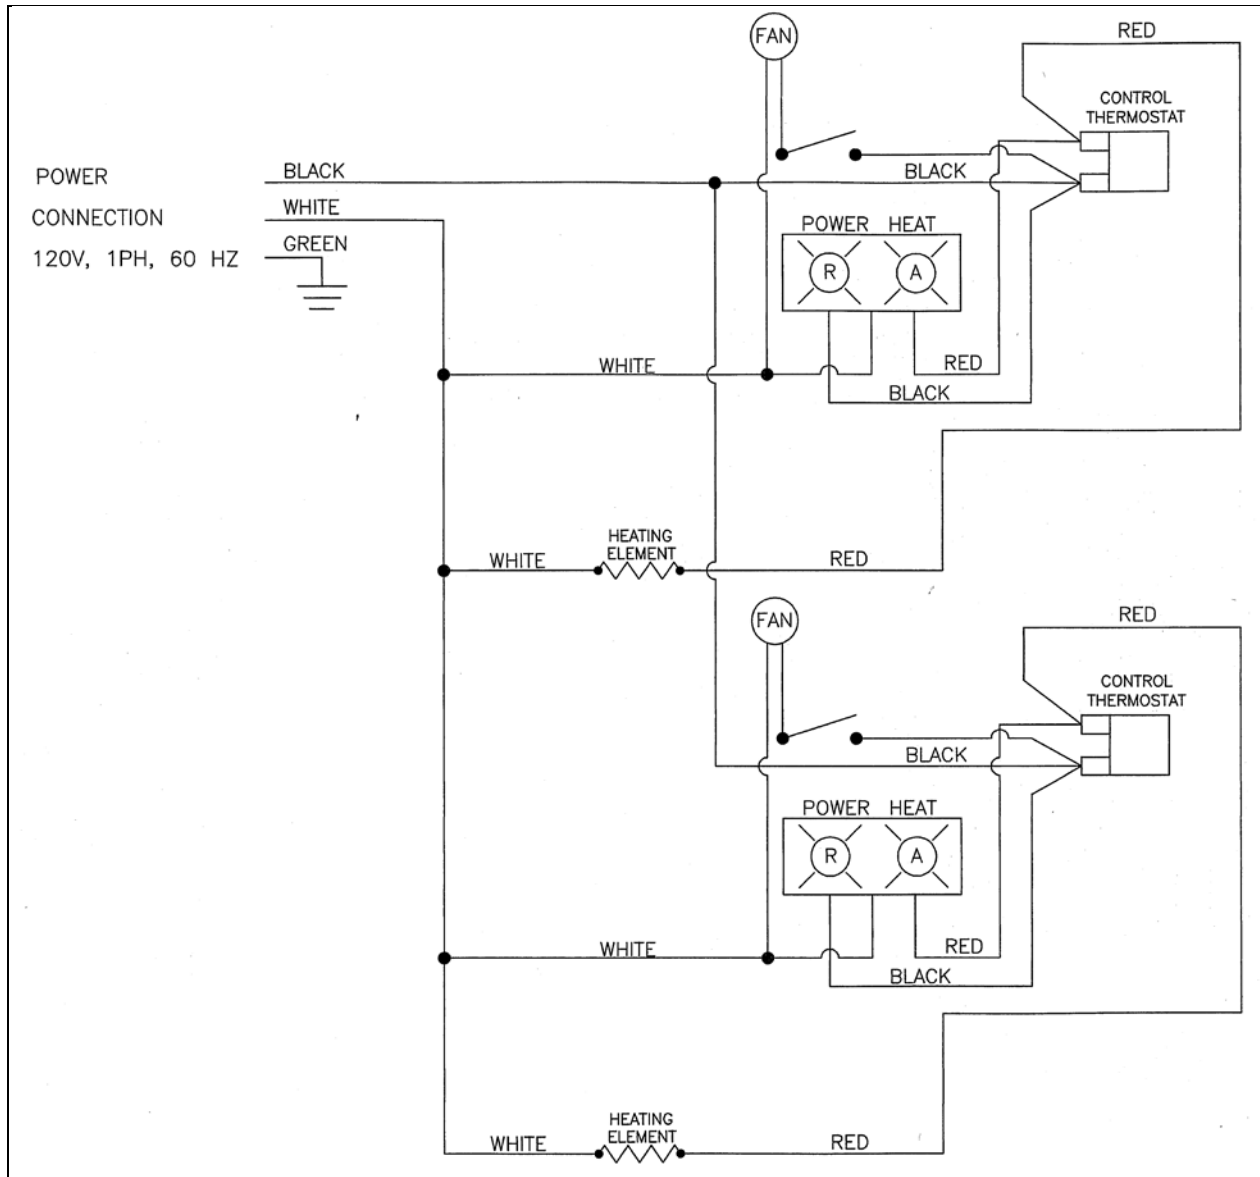 FAN
RED
CONTROL
THERMOSTAT
POWER
BLACK
BLACK
CONNECTION
WHITE
120V, 1PH, 60 HZ
GREEN
POWER HEAT
R A
WHITE
RED
BLACK
HEATING
ELEMENT
WHITE
RED
FAN
RED
CONTROL
THERMOSTAT
BLACK
POWER HEAT
R A
WHITE
RED
BLACK
HEATING
ELEMENT
WHITE
RED